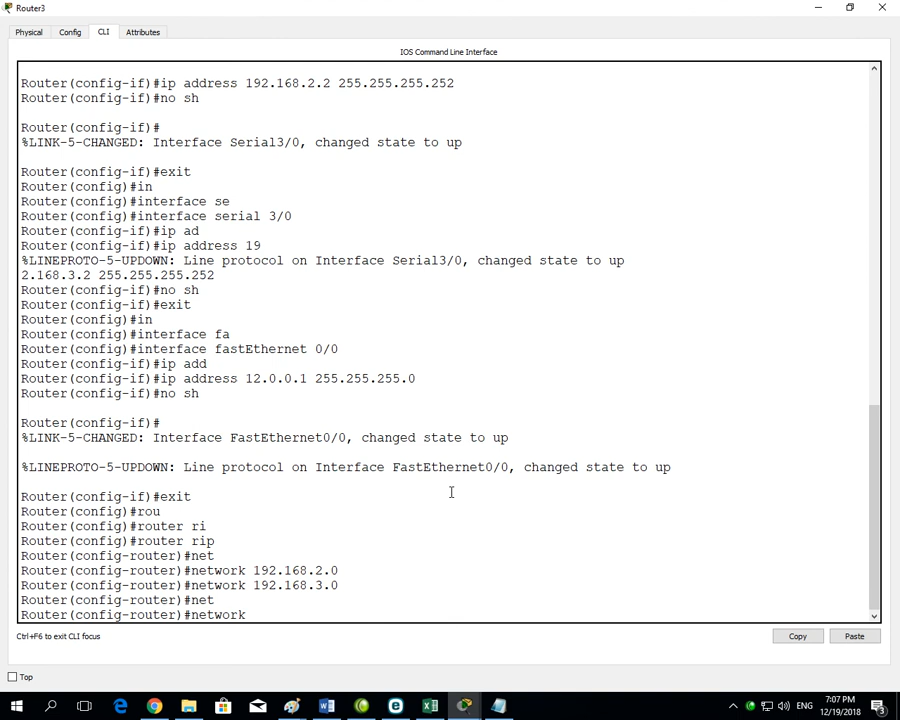 Router3
Physical Config CLI Attributes
IOS Command Line Interface
Router(config-if)#ip address 192.168.2.2 255.255.255.252
Router(config-if)#no sh
Router(config-if)#
%LINK-5-CHANGED: Interface Serial3/0, changed state to up
Router(config-if)#exit
Router(config)#in
Router(config)#interface se
Router(config)#interface serial 3/0
Router(config-if)#ip ad
Router(config-if)#ip address 19
%LINEPROTO-5-UPDOWN: Line protocol on Interface Serial3/0, changed state to up
2.168.3.2 255.255.255.252
Router(config-if)#no sh
Router(config-if)#exit
Router(config)#in
Router(config)#interface fa
Router(config)#interface fastEthernet 0/0
Router(config-if)#ip add
Router(config-if)#ip address 12.0.0.1 255.255.255.0
Router(config-if)#no sh
Router(config-if)#
%LINK-5-CHANGED: Interface FastEthernet0/0, changed state to up
%LINEPROTO-5-UPDOWN: Line protocol on Interface FastEthernet0/0, changed state to up
Router(config-if)#exit
Router(config)#rou
Router(config)#router ri
Router(config)#router rip
Router(config-router)#net
Router(config-router)#network 192.168.2.0
Router(config-router)#network 192.168.3.0
Router(config-router)#net
Router(config-router)#network
Ctrl+F6 to exit CLI focus
Copy Paste
Top
7:07 PM
12/19/2018
3